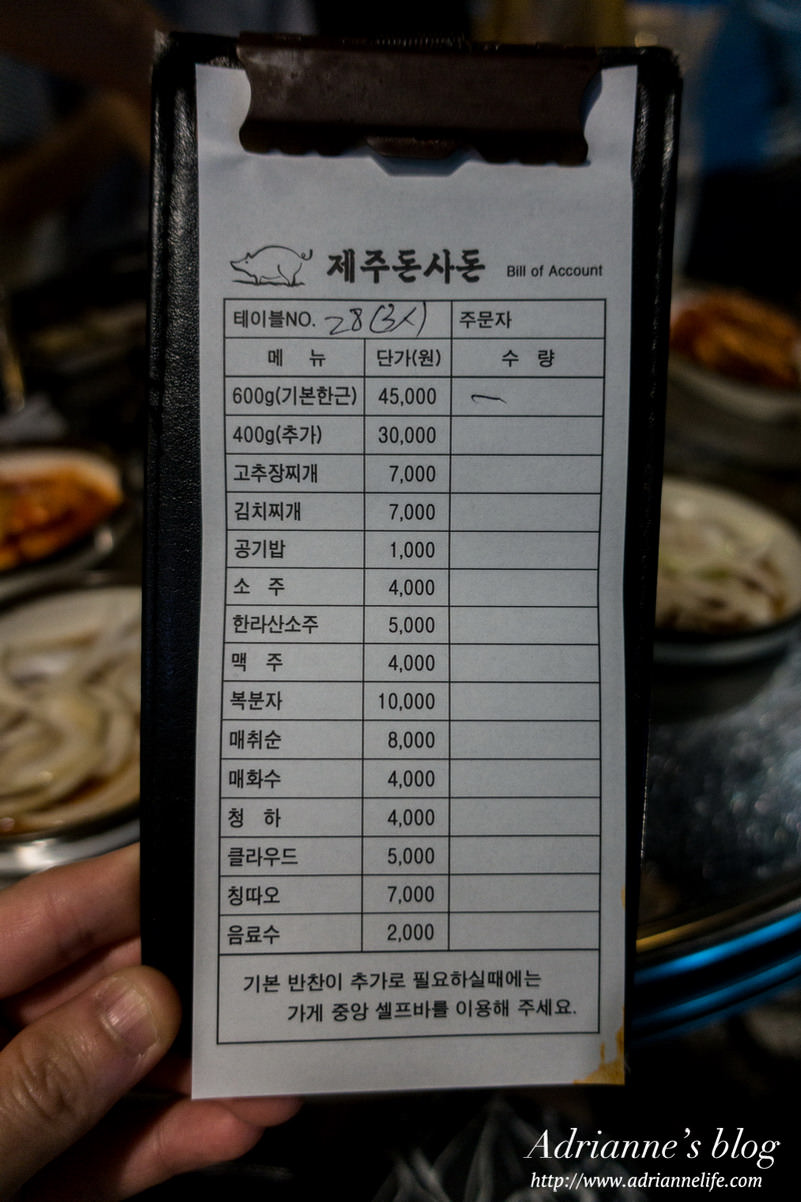 제주돈사돈 Bill of Account
테이블NO. 28 (3人) 주문자
메 뉴 단가(원) 수 량
600g(기본한근) 45,000 一
400g(추가) 30,000
고추장찌개 7,000
김치찌개 7,000
공기밥 1,000
소 주 4,000
한라산소주 5,000
맥 주 4,000
복분자 10,000
매취순 8,000
매화수 4,000
청 하 4,000
클라우드 5,000
칭따오 7,000
음료수 2,000
기본 반찬이 추가로 필요하실때에는
가게 중앙 셀프바를 이용해 주세요.
Adrianne's blog
http://www.adriannelife.com